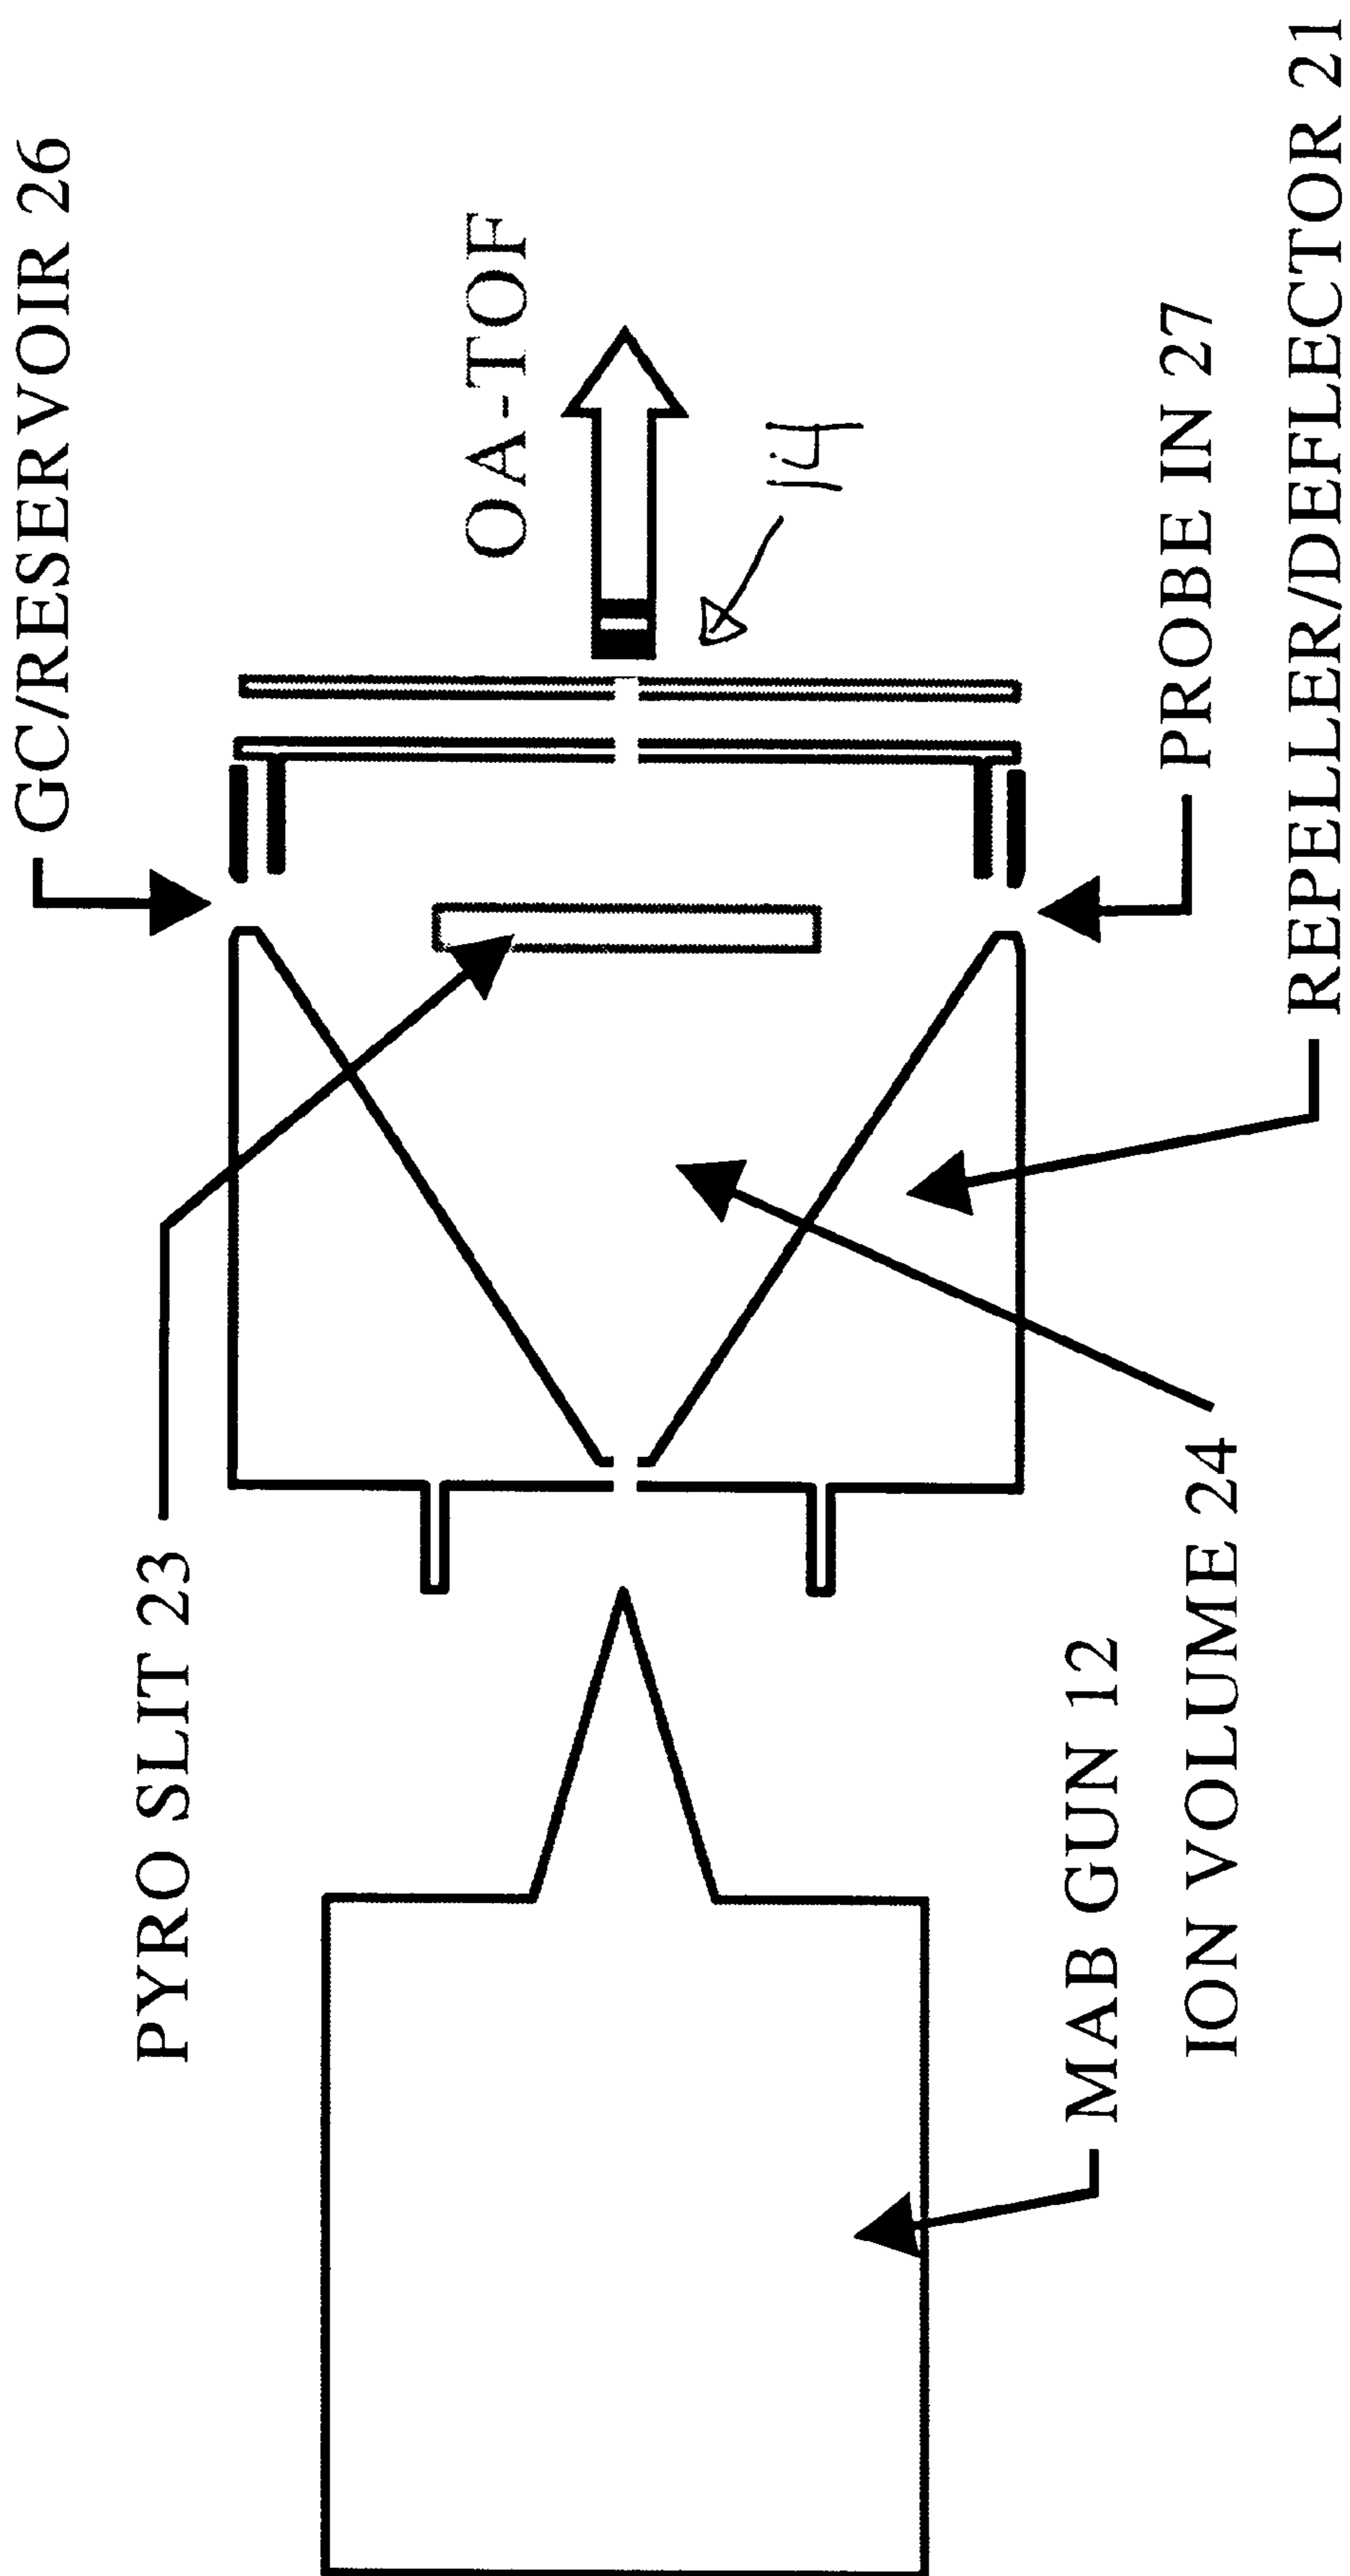 GC/RESERVOIR 26
OA-TOF
14
PROBE IN 27
REPELLER/DEFLECTOR 21
PYRO SLIT 23
MAB GUN 12
ION VOLUME 24